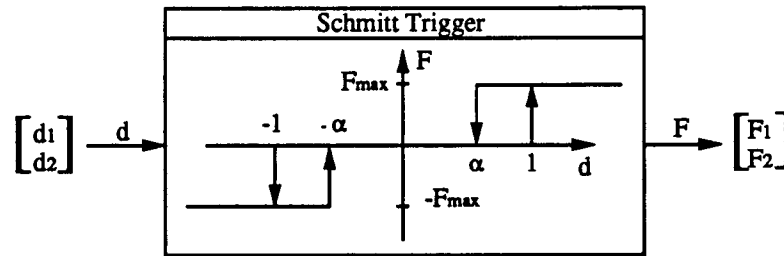 Schmitt Trigger
F
Fmax
-1 -α
d1
d2
d
α 1 d
-Fmax
F
F1
F2